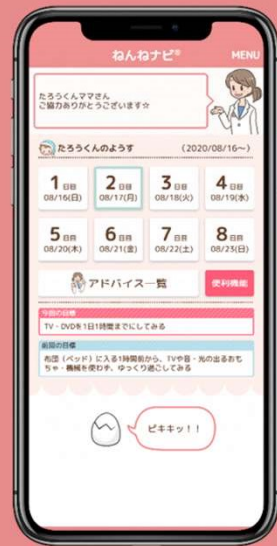 ねんねナビ® MENU
たろうくんママさん
ご協力ありがとうございます☆
たろうくんのようす (2020/08/16～)
1日目 2日目 3日目 4日目
08/16(日) 08/17(月) 08/18(火) 08/19(水)
5日目 6日目 7日目 8日目
08/20(木) 08/21(金) 08/22(土) 08/23(日)
アドバイス一覧 便利機能
今回の目標
TV・DVDを1日1時間までにしてみる
前回の目標
布団（ベッド）に入る1時間前から、TVや音・光の出るおも
ちゃ・機械を使わず、ゆっくり過ごしてみる
ピキキッ！！